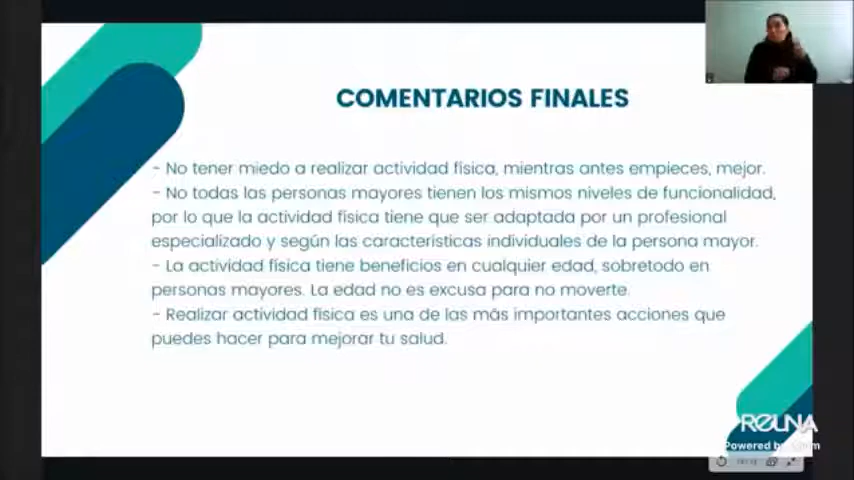 COMENTARIOS FINALES
- No tener miedo a realizar actividad física, mientras antes empieces, mejor.
- No todas las personas mayores tienen los mismos niveles de funcionalidad,
por lo que la actividad física tiene que ser adaptada por un profesional
especializado y según las características individuales de la persona mayor.
- La actividad física tiene beneficios en cualquier edad, sobretodo en
personas mayores. La edad no es excusa para no moverte.
- Realizar actividad física es una de las más importantes acciones que
puedes hacer para mejorar tu salud.
REUNA
Powered by